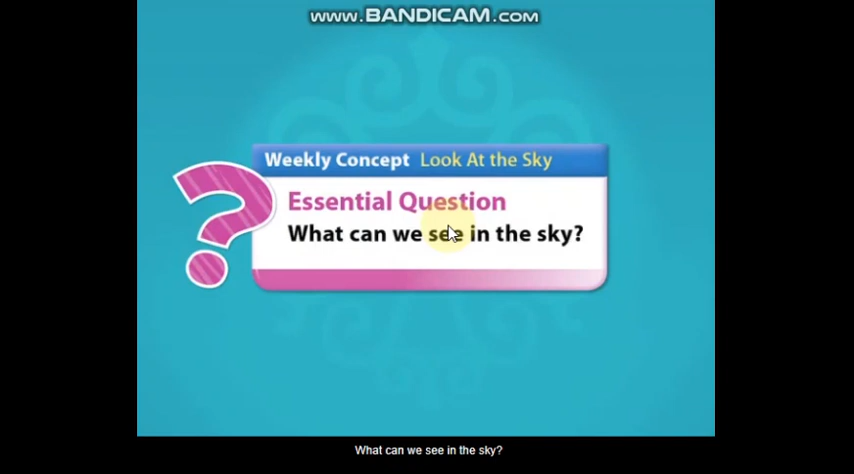 www.BANDICAM.com
Weekly Concept Look At the Sky
Essential Question
What can we see in the sky?
What can we see in the sky?